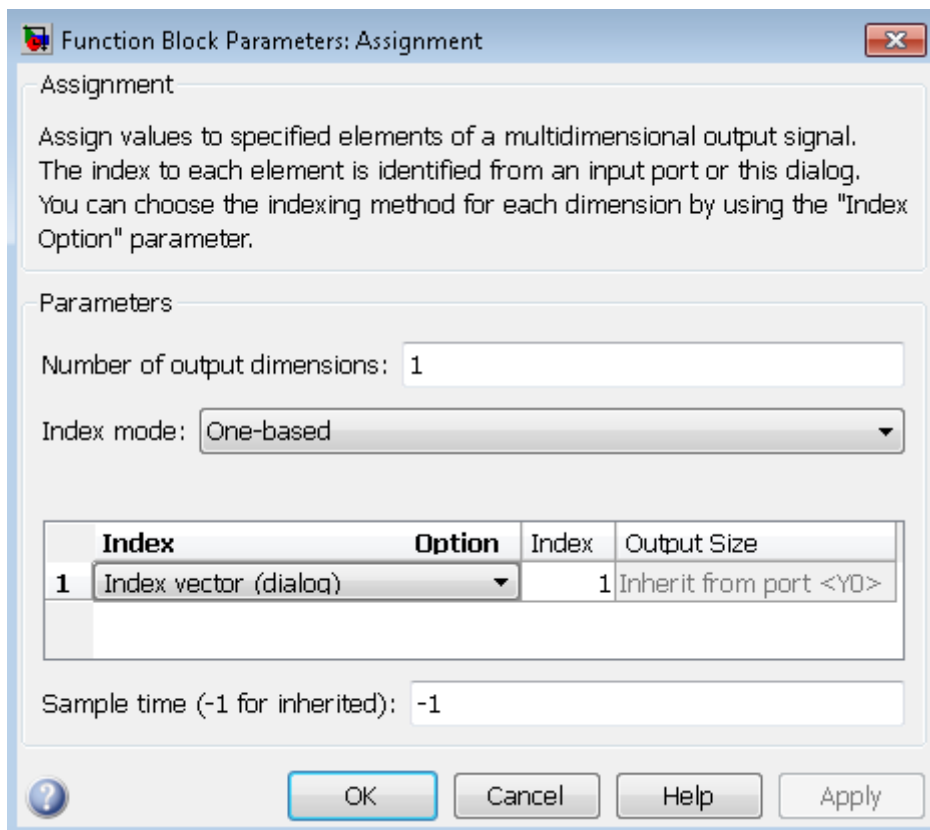 Function Block Parameters: Assignment
Assignment
Assign values to specified elements of a multidimensional output signal.
The index to each element is identified from an input port or this dialog.
You can choose the indexing method for each dimension by using the "Index
Option" parameter.
Parameters
Number of output dimensions: 1
Index mode: One-based
Index Option Index Output Size
1 Index vector (dialog) 1 Inherit from port <Y0>
Sample time (-1 for inherited): -1
? OK Cancel Help Apply